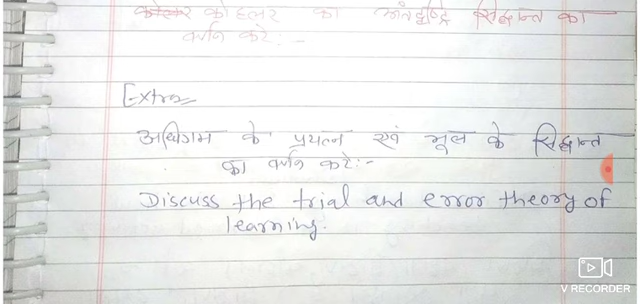 कोहलर का अंतर्दृष्टि सिद्धान्त का
वर्णन करे:-
Extra
अधिगम के प्रयत्न एवं भूल के सिद्धान्त
का वर्णन करे:-
Discuss the trial and error theory of
learning.
V RECORDER